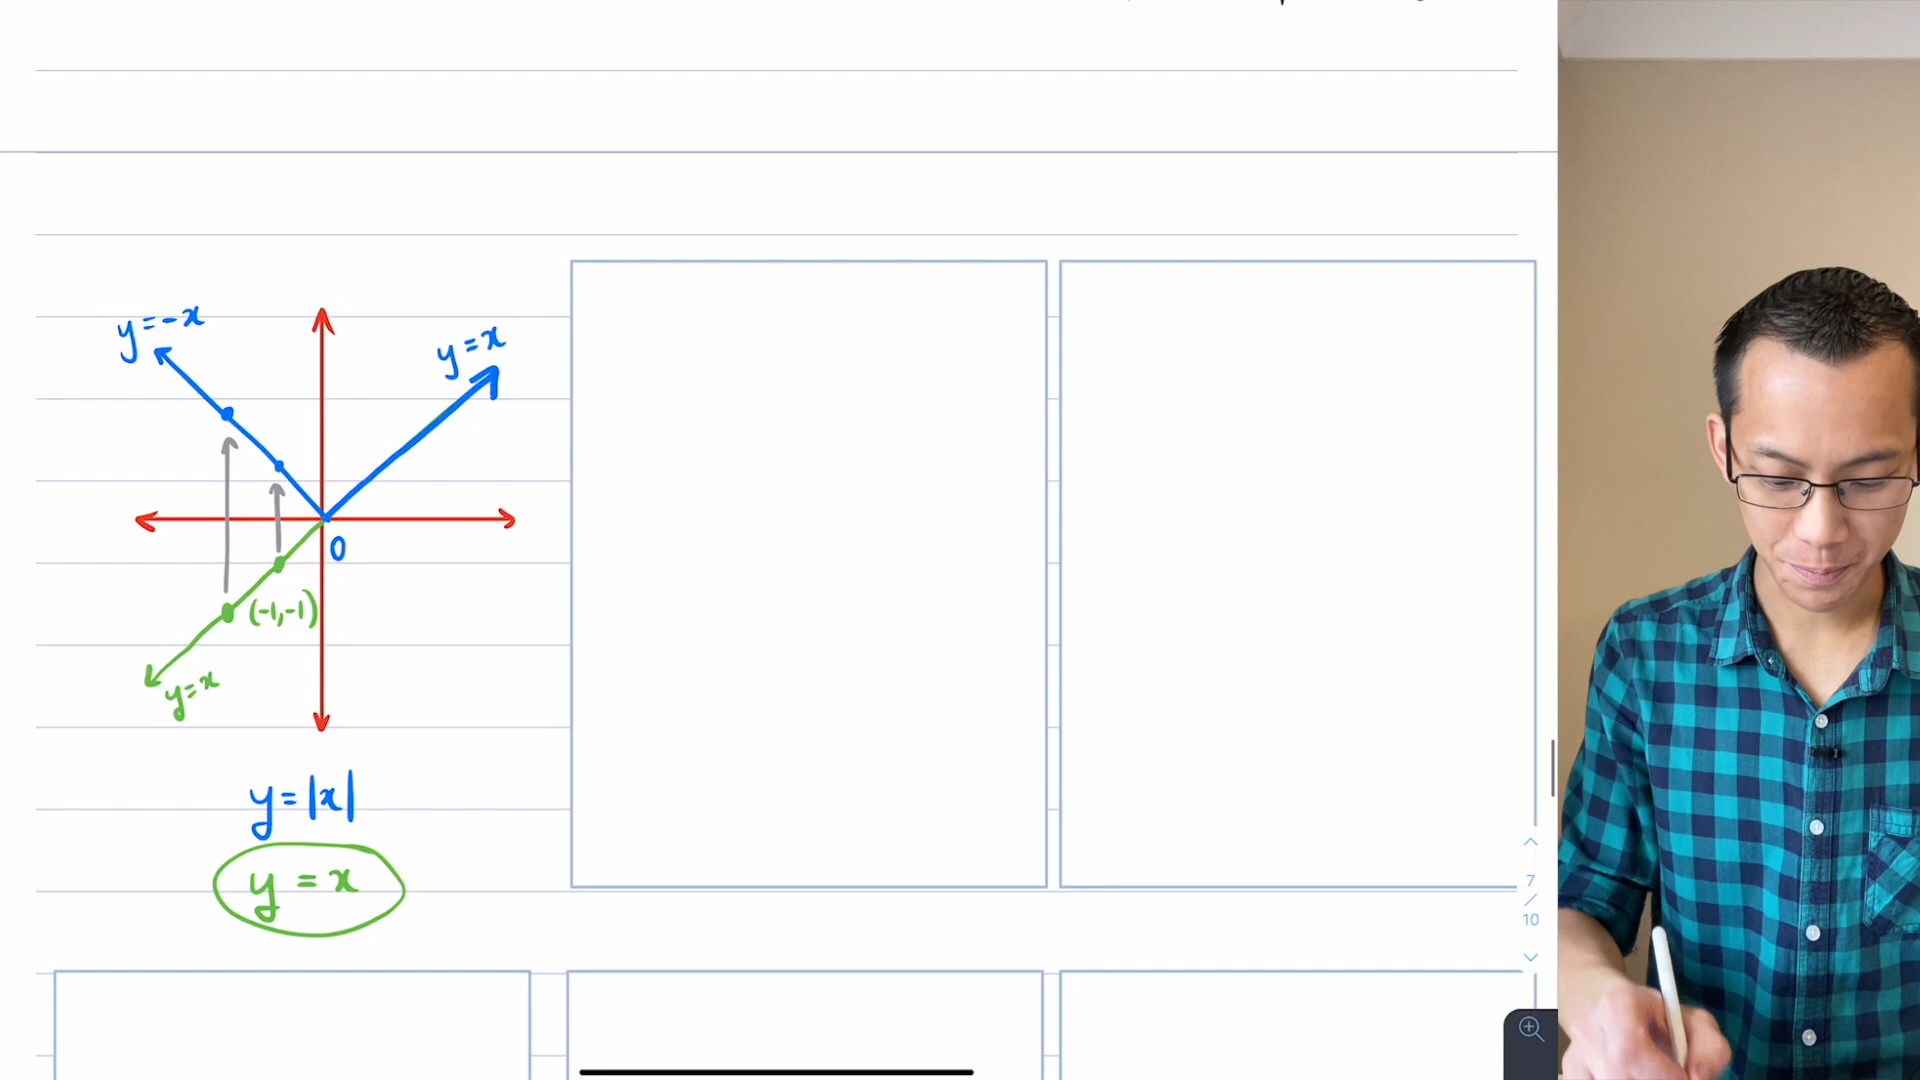 y=-x
y=x
0
(-1,-1)
y=x
y=|x|
y=x
7
/
10